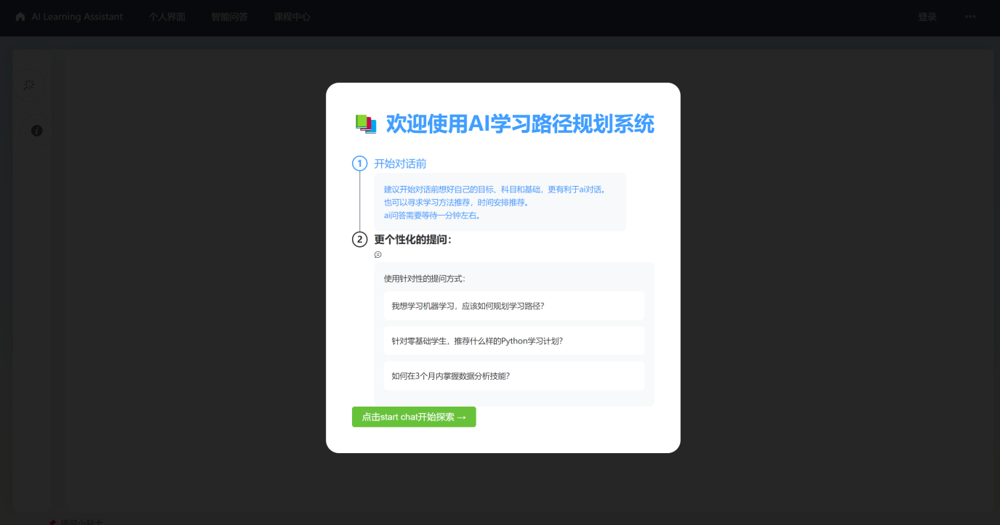 AI Learning Assistant 个人界面 智能问答 课程中心 登录 •••
欢迎使用AI学习路径规划系统
1 开始对话前
建议开始对话前想好自己的目标、科目和基础，更有利于ai对话。
也可以寻求学习方法推荐，时间安排推荐。
ai问答需要等待一分钟左右。
2 更个性化的提问：
使用针对性的提问方式：
我想学习机器学习，应该如何规划学习路径？
针对零基础学生，推荐什么样的Python学习计划？
如何在3个月内掌握数据分析技能？
点击start chat开始探索 →